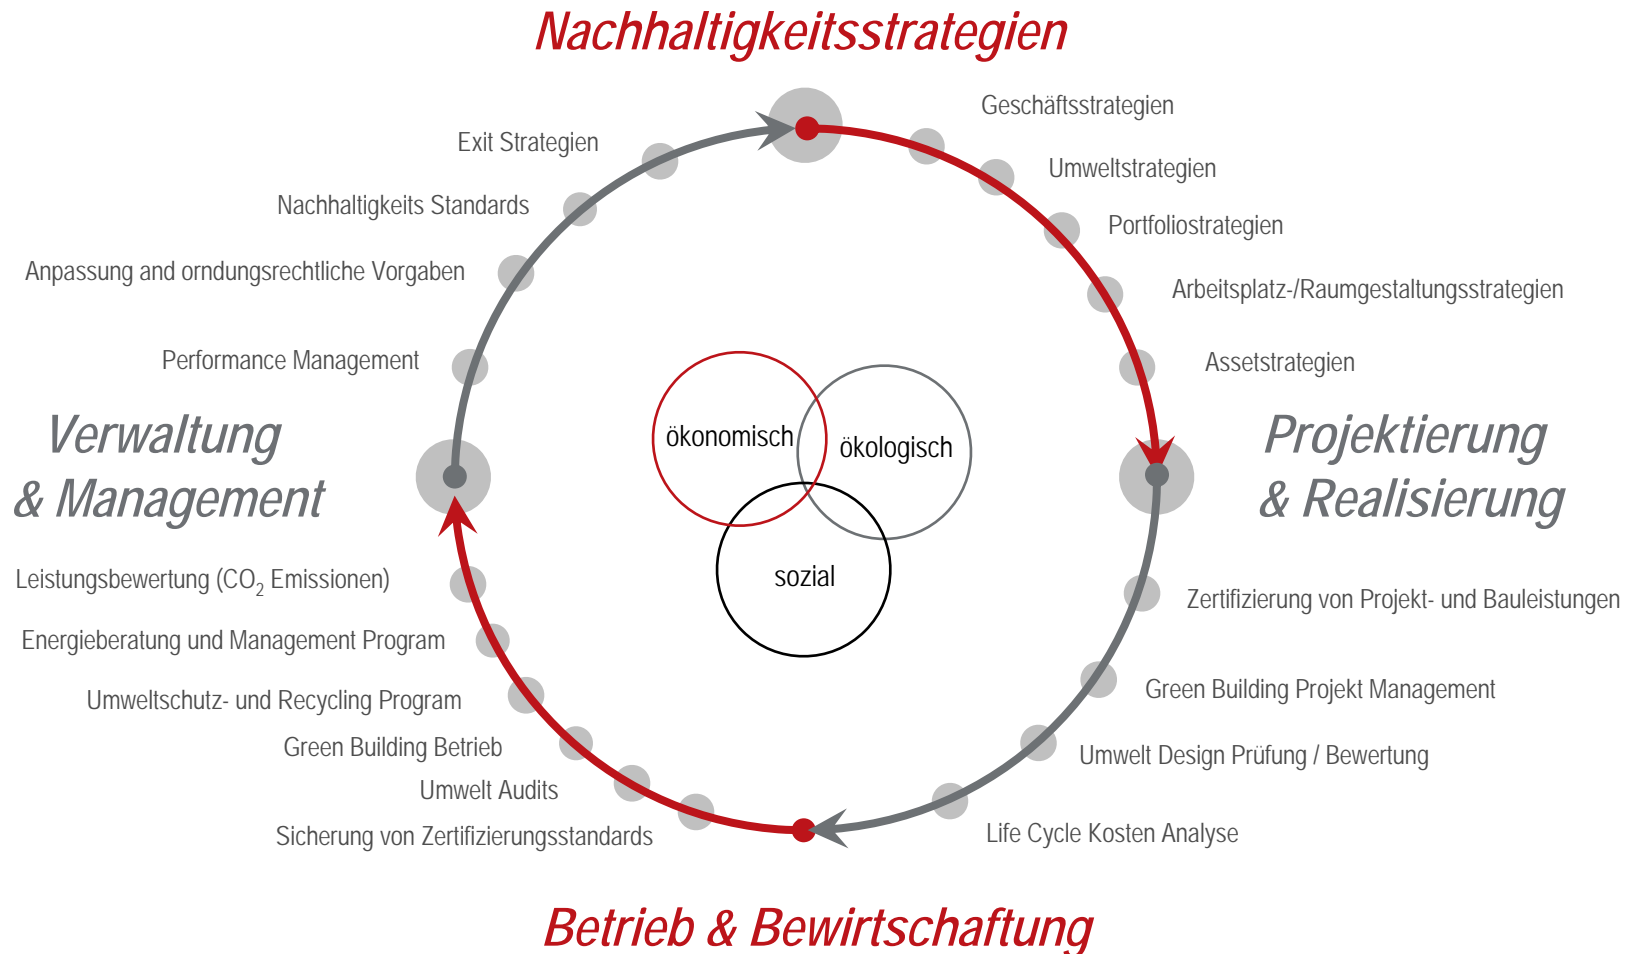 Nachhaltigkeitsstrategien
Geschäftsstrategien
Umweltstrategien
Portfoliostrategien
Arbeitsplatz-/Raumgestaltungsstrategien
Assetstrategien
Projektierung
& Realisierung
Zertifizierung von Projekt- und Bauleistungen
Green Building Projekt Management
Umwelt Design Prüfung / Bewertung
Life Cycle Kosten Analyse
Betrieb & Bewirtschaftung
Sicherung von Zertifizierungsstandards
Umwelt Audits
Green Building Betrieb
Umweltschutz- und Recycling Program
Energieberatung und Management Program
Leistungsbewertung (CO₂ Emissionen)
Verwaltung
& Management
Performance Management
Anpassung and orndungsrechtliche Vorgaben
Nachhaltigkeits Standards
Exit Strategien
ökonomisch
ökologisch
sozial